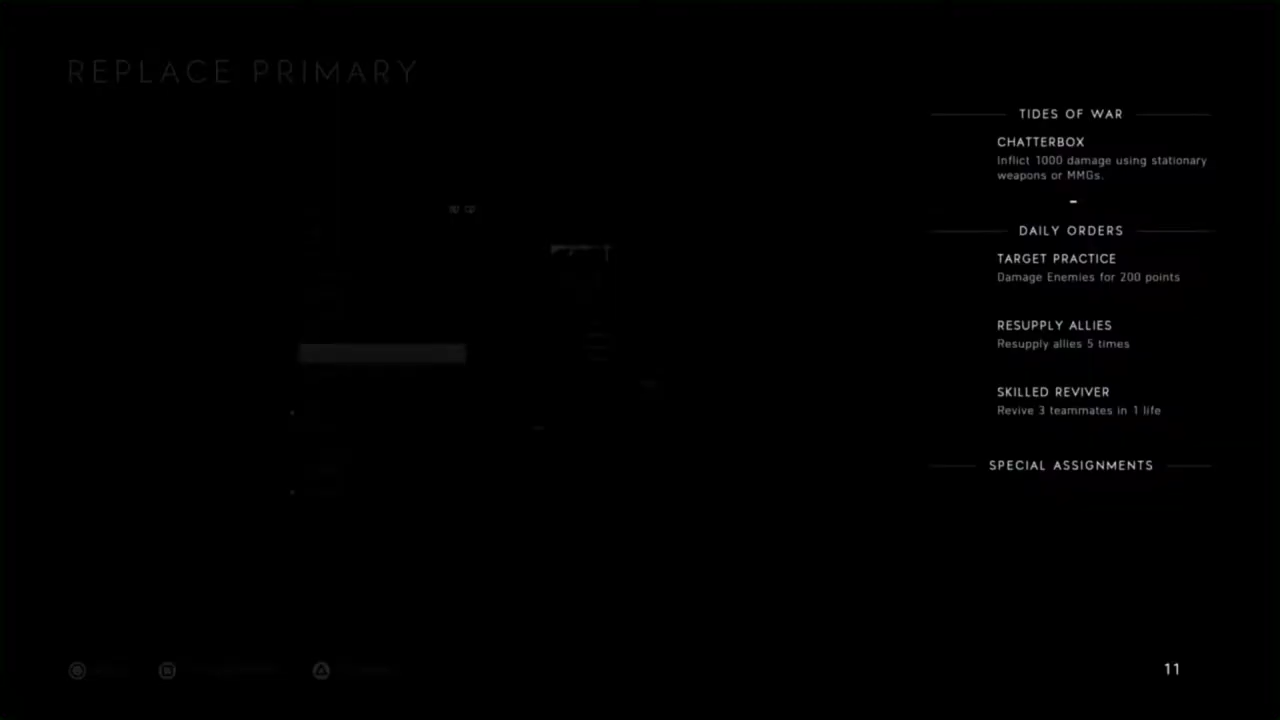 REPLACE PRIMARY
TIDES OF WAR
CHATTERBOX
Inflict 1000 damage using stationary
weapons or MMGs.
DAILY ORDERS
TARGET PRACTICE
Damage Enemies for 200 points
RESUPPLY ALLIES
Resupply allies 5 times
SKILLED REVIVER
Revive 3 teammates in 1 life
SPECIAL ASSIGNMENTS
11